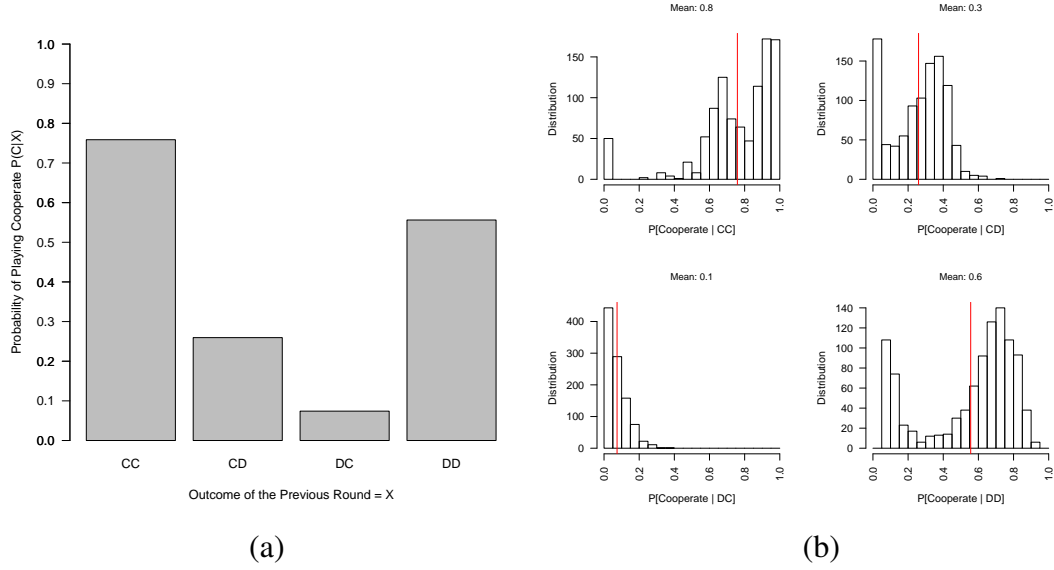 Probability of Playing Cooperate P(C|X)
1.0
0.9
0.8
0.7
0.6
0.5
0.4
0.3
0.2
0.1
0.0
CC CD DC DD
Outcome of the Previous Round = X
(a)
Mean: 0.8
Distribution
150
100
50
0
0.0 0.2 0.4 0.6 0.8 1.0
P[Cooperate | CC]
Mean: 0.3
Distribution
150
100
50
0
0.0 0.2 0.4 0.6 0.8 1.0
P[Cooperate | CD]
Mean: 0.1
Distribution
400
300
200
100
0
0.0 0.2 0.4 0.6 0.8 1.0
P[Cooperate | DC]
Mean: 0.6
Distribution
140
120
100
80
60
40
20
0
0.0 0.2 0.4 0.6 0.8 1.0
P[Cooperate | DD]
(b)